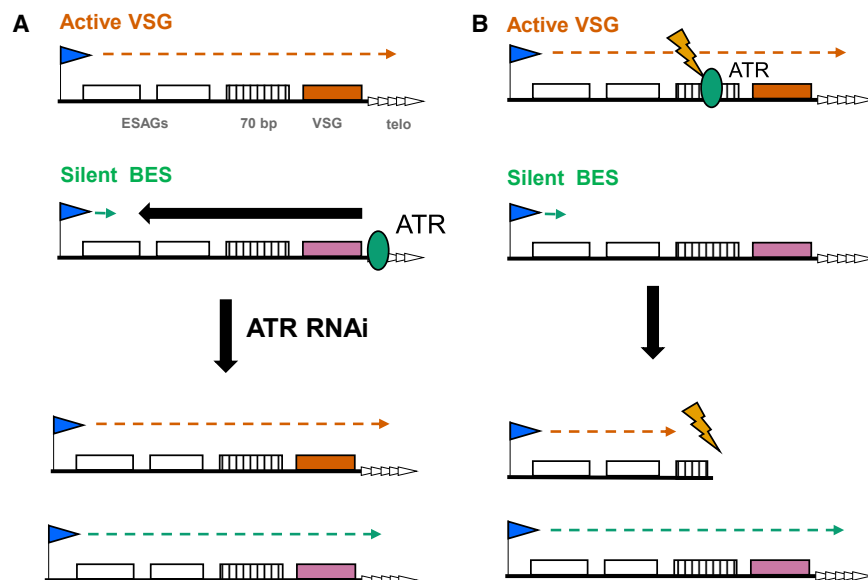 A
Active VSG
ESAGs 70 bp VSG telo
Silent BES
ATR
ATR RNAi
B
Active VSG
ATR
Silent BES